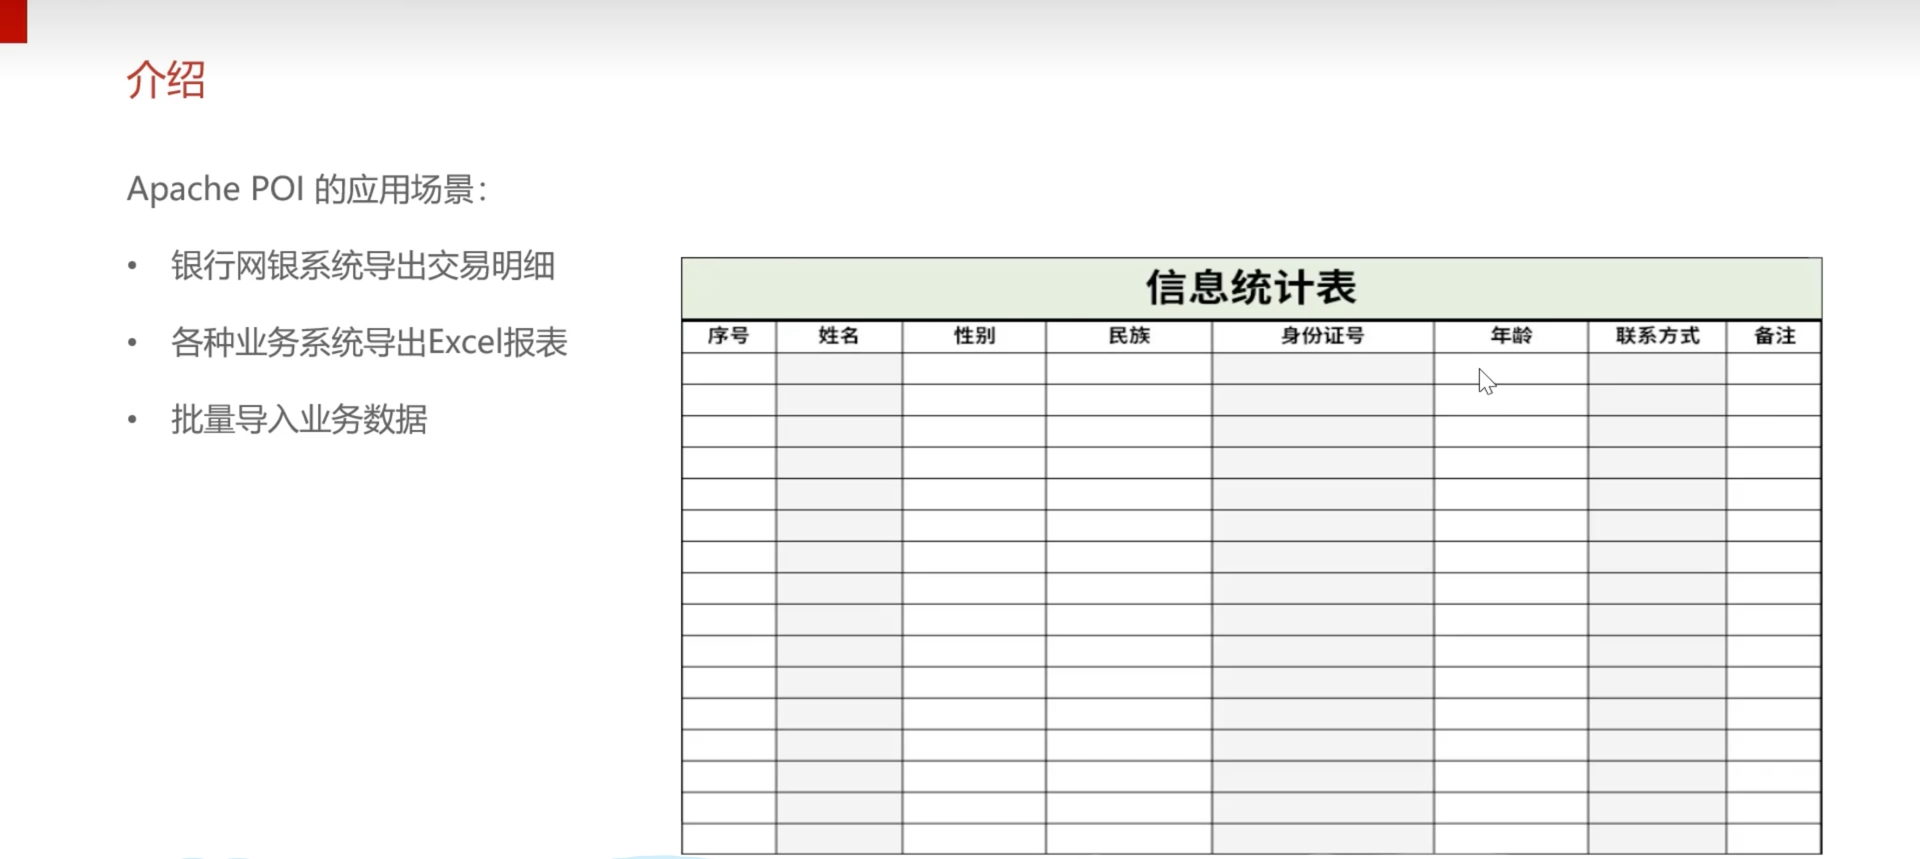 介绍
Apache POI 的应用场景：
• 银行网银系统导出交易明细
• 各种业务系统导出Excel报表
• 批量导入业务数据
信息统计表
序号 姓名 性别 民族 身份证号 年龄 联系方式 备注